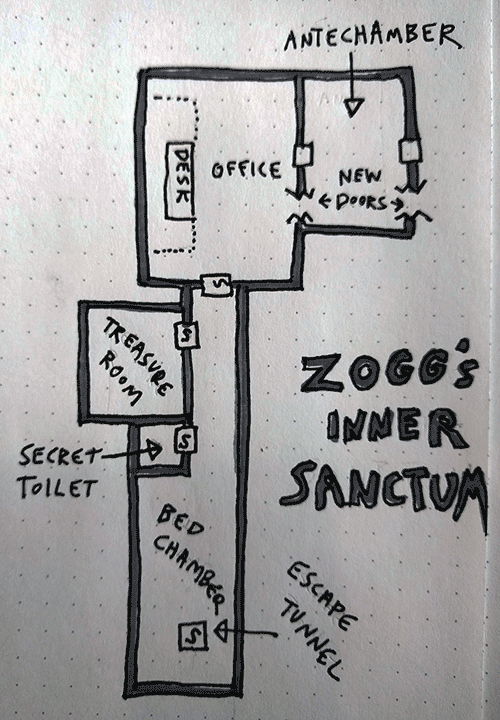 ANTECHAMBER
OFFICE
DESK
NEW
DOORS
S
S
TREASURE
ROOM
S
SECRET
TOILET
ZOGG'S
INNER
SANCTUM
BED
CHAMBER
S
ESCAPE
TUNNEL